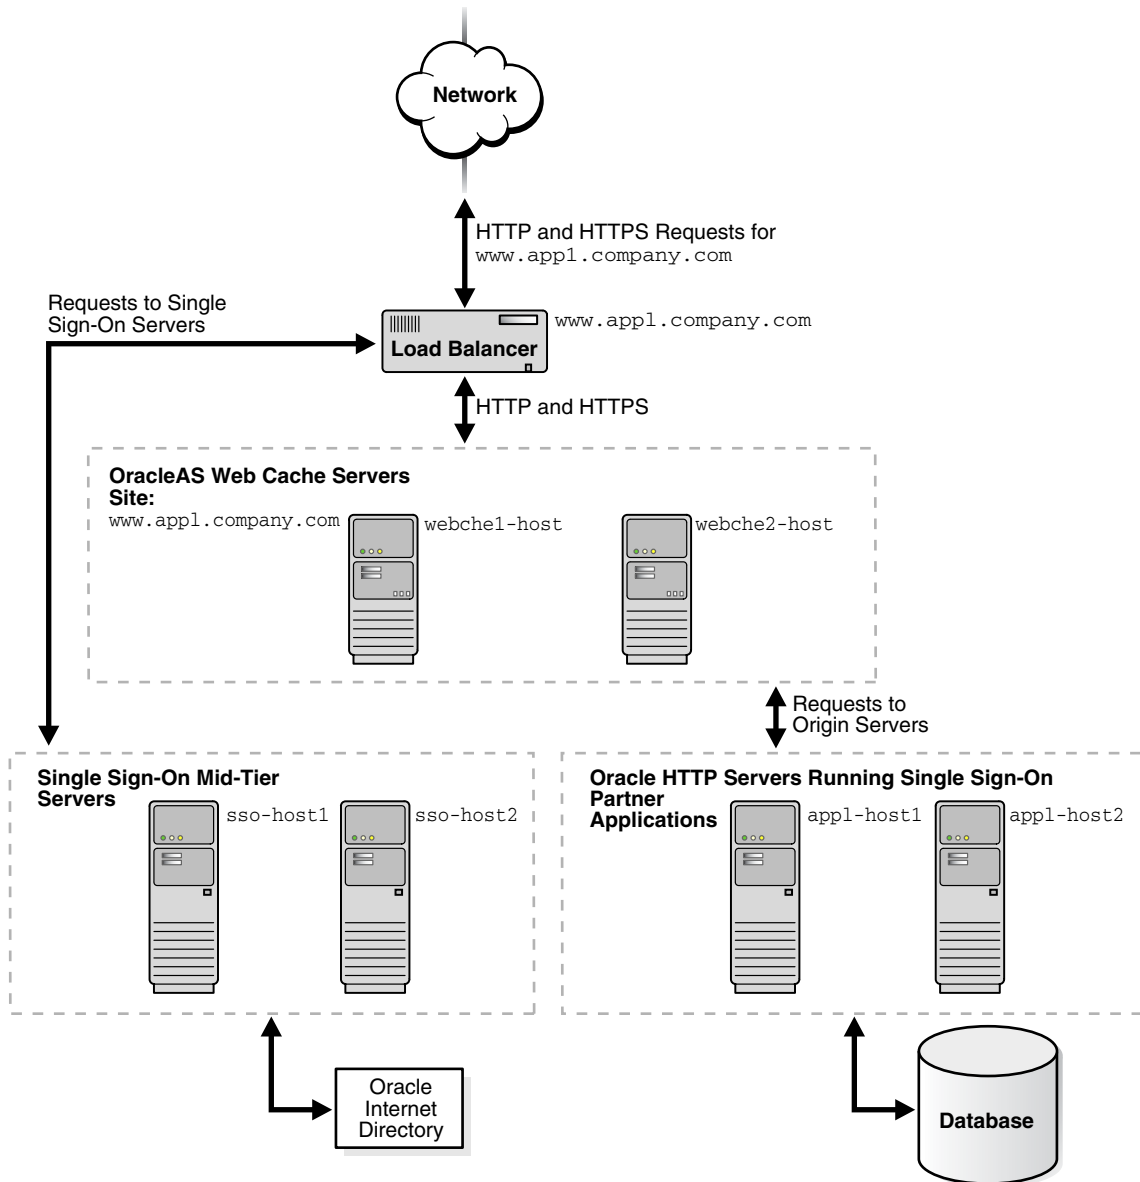 Network
HTTP and HTTPS Requests for
www.app1.company.com
Requests to Single
Sign-On Servers
www.app1.company.com
Load Balancer
HTTP and HTTPS
OracleAS Web Cache Servers
Site:
www.app1.company.com
webche1-host
webche2-host
Requests to
Origin Servers
Single Sign-On Mid-Tier
Servers
sso-host1
sso-host2
Oracle HTTP Servers Running Single Sign-On
Partner
Applications
app1-host1
app1-host2
Oracle
Internet
Directory
Database